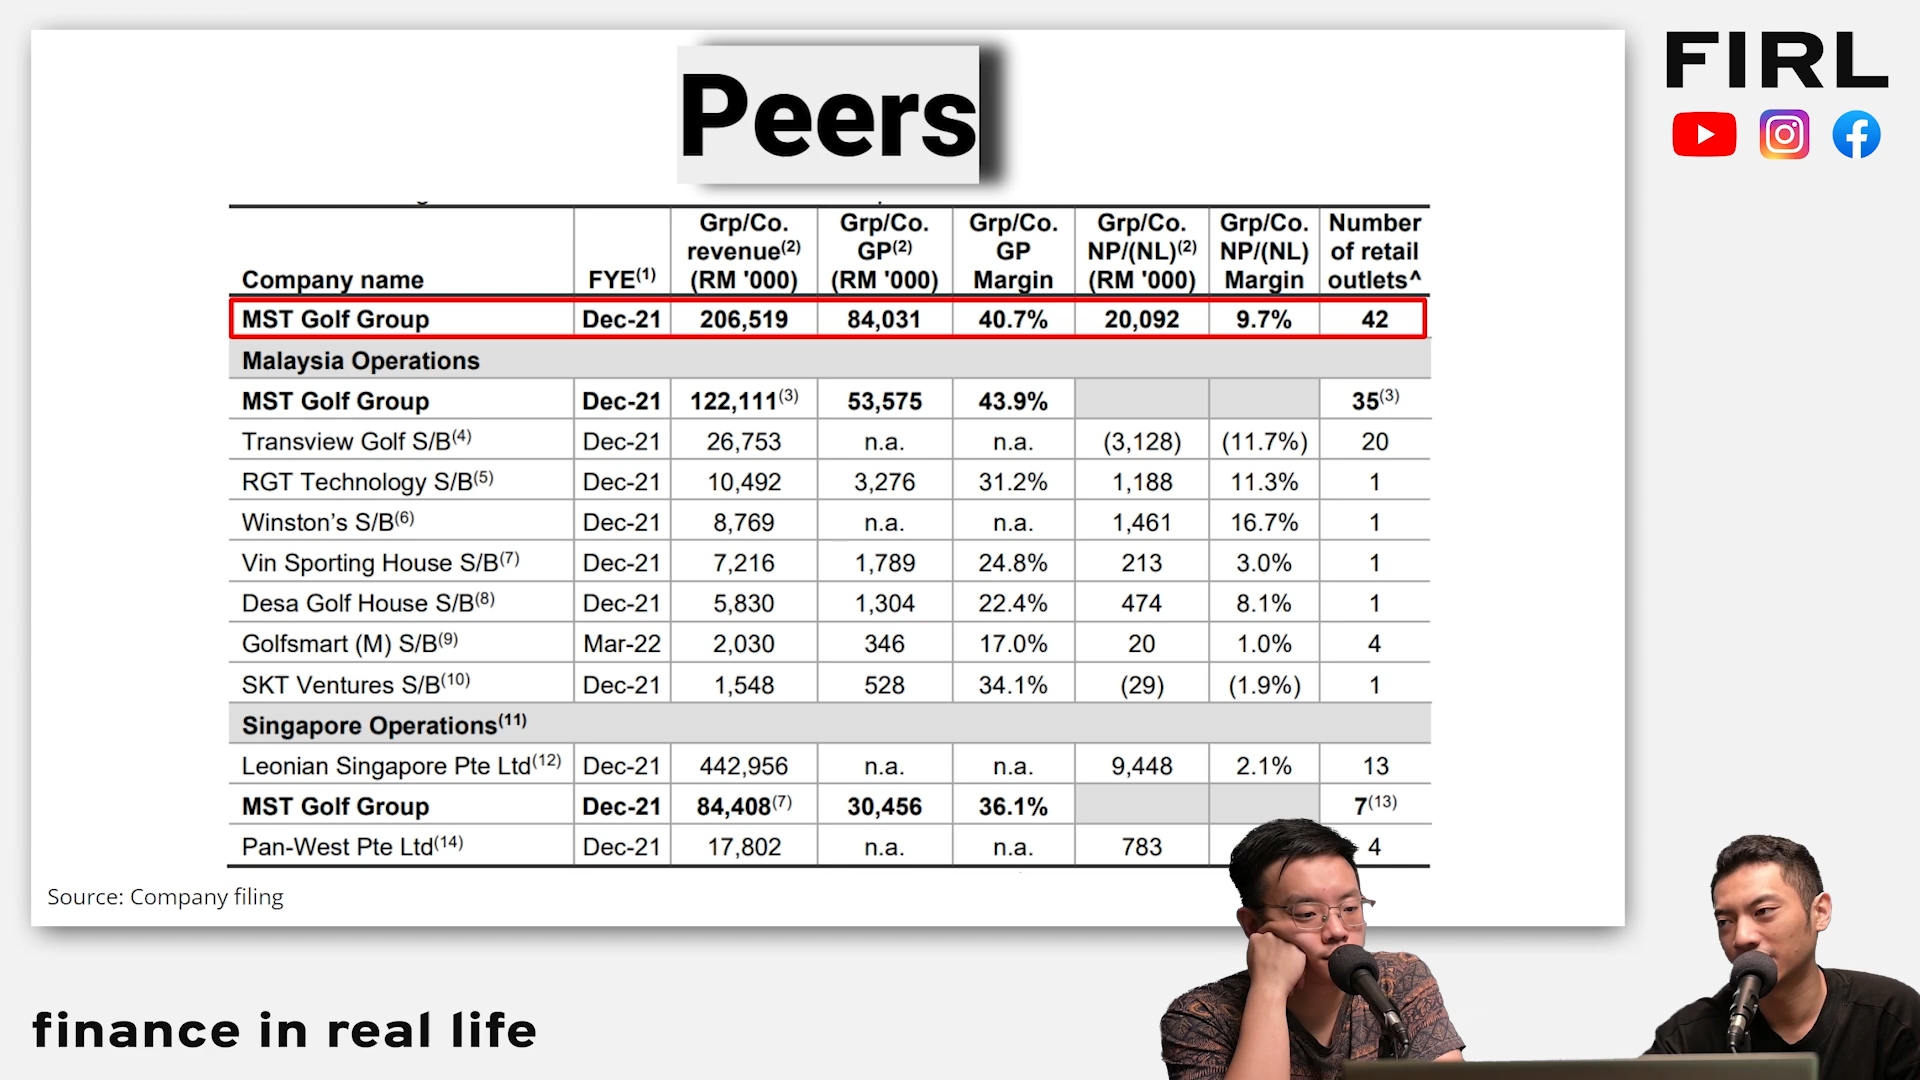 FIRL
Peers
Company name FYE(1) Grp/Co. revenue(2) (RM '000) Grp/Co. GP(2) (RM '000) Grp/Co. GP Margin Grp/Co. NP/(NL)(2) (RM '000) Grp/Co. NP/(NL) Margin Number of retail outlets^
MST Golf Group Dec-21 206,519 84,031 40.7% 20,092 9.7% 42
Malaysia Operations
MST Golf Group Dec-21 122,111(3) 53,575 43.9% 35(3)
Transview Golf S/B(4) Dec-21 26,753 n.a. n.a. (3,128) (11.7%) 20
RGT Technology S/B(5) Dec-21 10,492 3,276 31.2% 1,188 11.3% 1
Winston's S/B(6) Dec-21 8,769 n.a. n.a. 1,461 16.7% 1
Vin Sporting House S/B(7) Dec-21 7,216 1,789 24.8% 213 3.0% 1
Desa Golf House S/B(8) Dec-21 5,830 1,304 22.4% 474 8.1% 1
Golfsmart (M) S/B(9) Mar-22 2,030 346 17.0% 20 1.0% 4
SKT Ventures S/B(10) Dec-21 1,548 528 34.1% (29) (1.9%) 1
Singapore Operations(11)
Leonian Singapore Pte Ltd(12) Dec-21 442,956 n.a. n.a. 9,448 2.1% 13
MST Golf Group Dec-21 84,408(7) 30,456 36.1% 7(13)
Pan-West Pte Ltd(14) Dec-21 17,802 n.a. n.a. 783 4
Source: Company filing
finance in real life